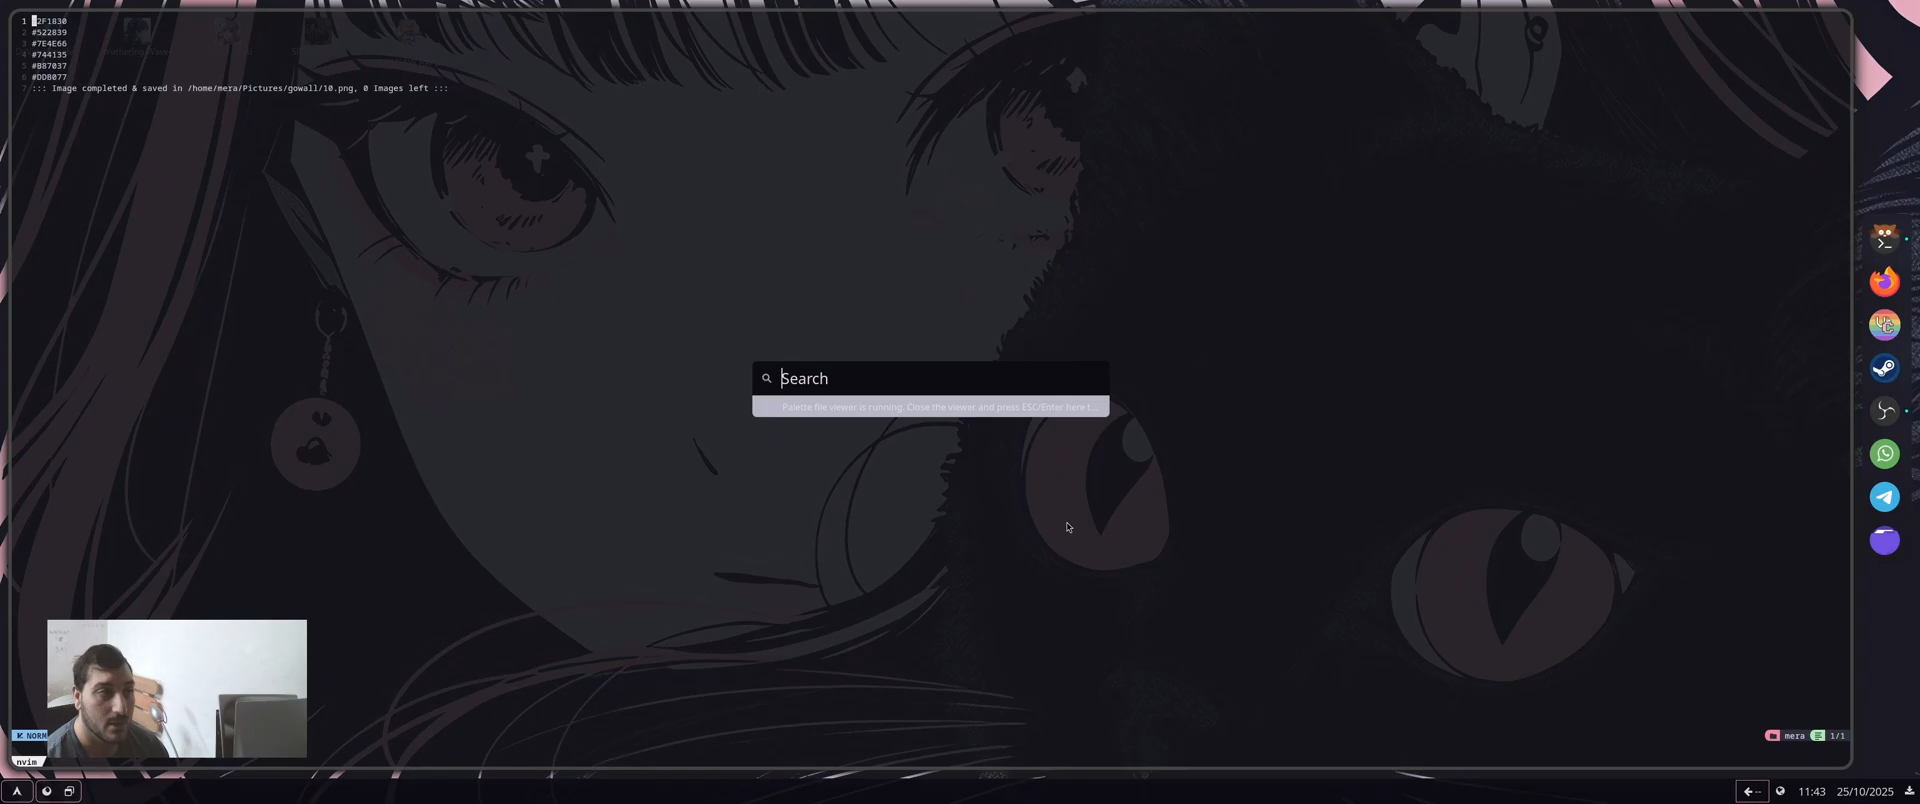 1 #2F1830
2 #522839
3 #7E4E66
4 #744135
5 #B87037
6 #DDB077
7 ::: Image completed & saved in /home/mera/Pictures/gowall/10.png, 0 Images left :::
Search
Palette file viewer is running. Close the viewer and press ESC/Enter here t...
NORM
mera 1/1
nvim
11:43 25/10/2025